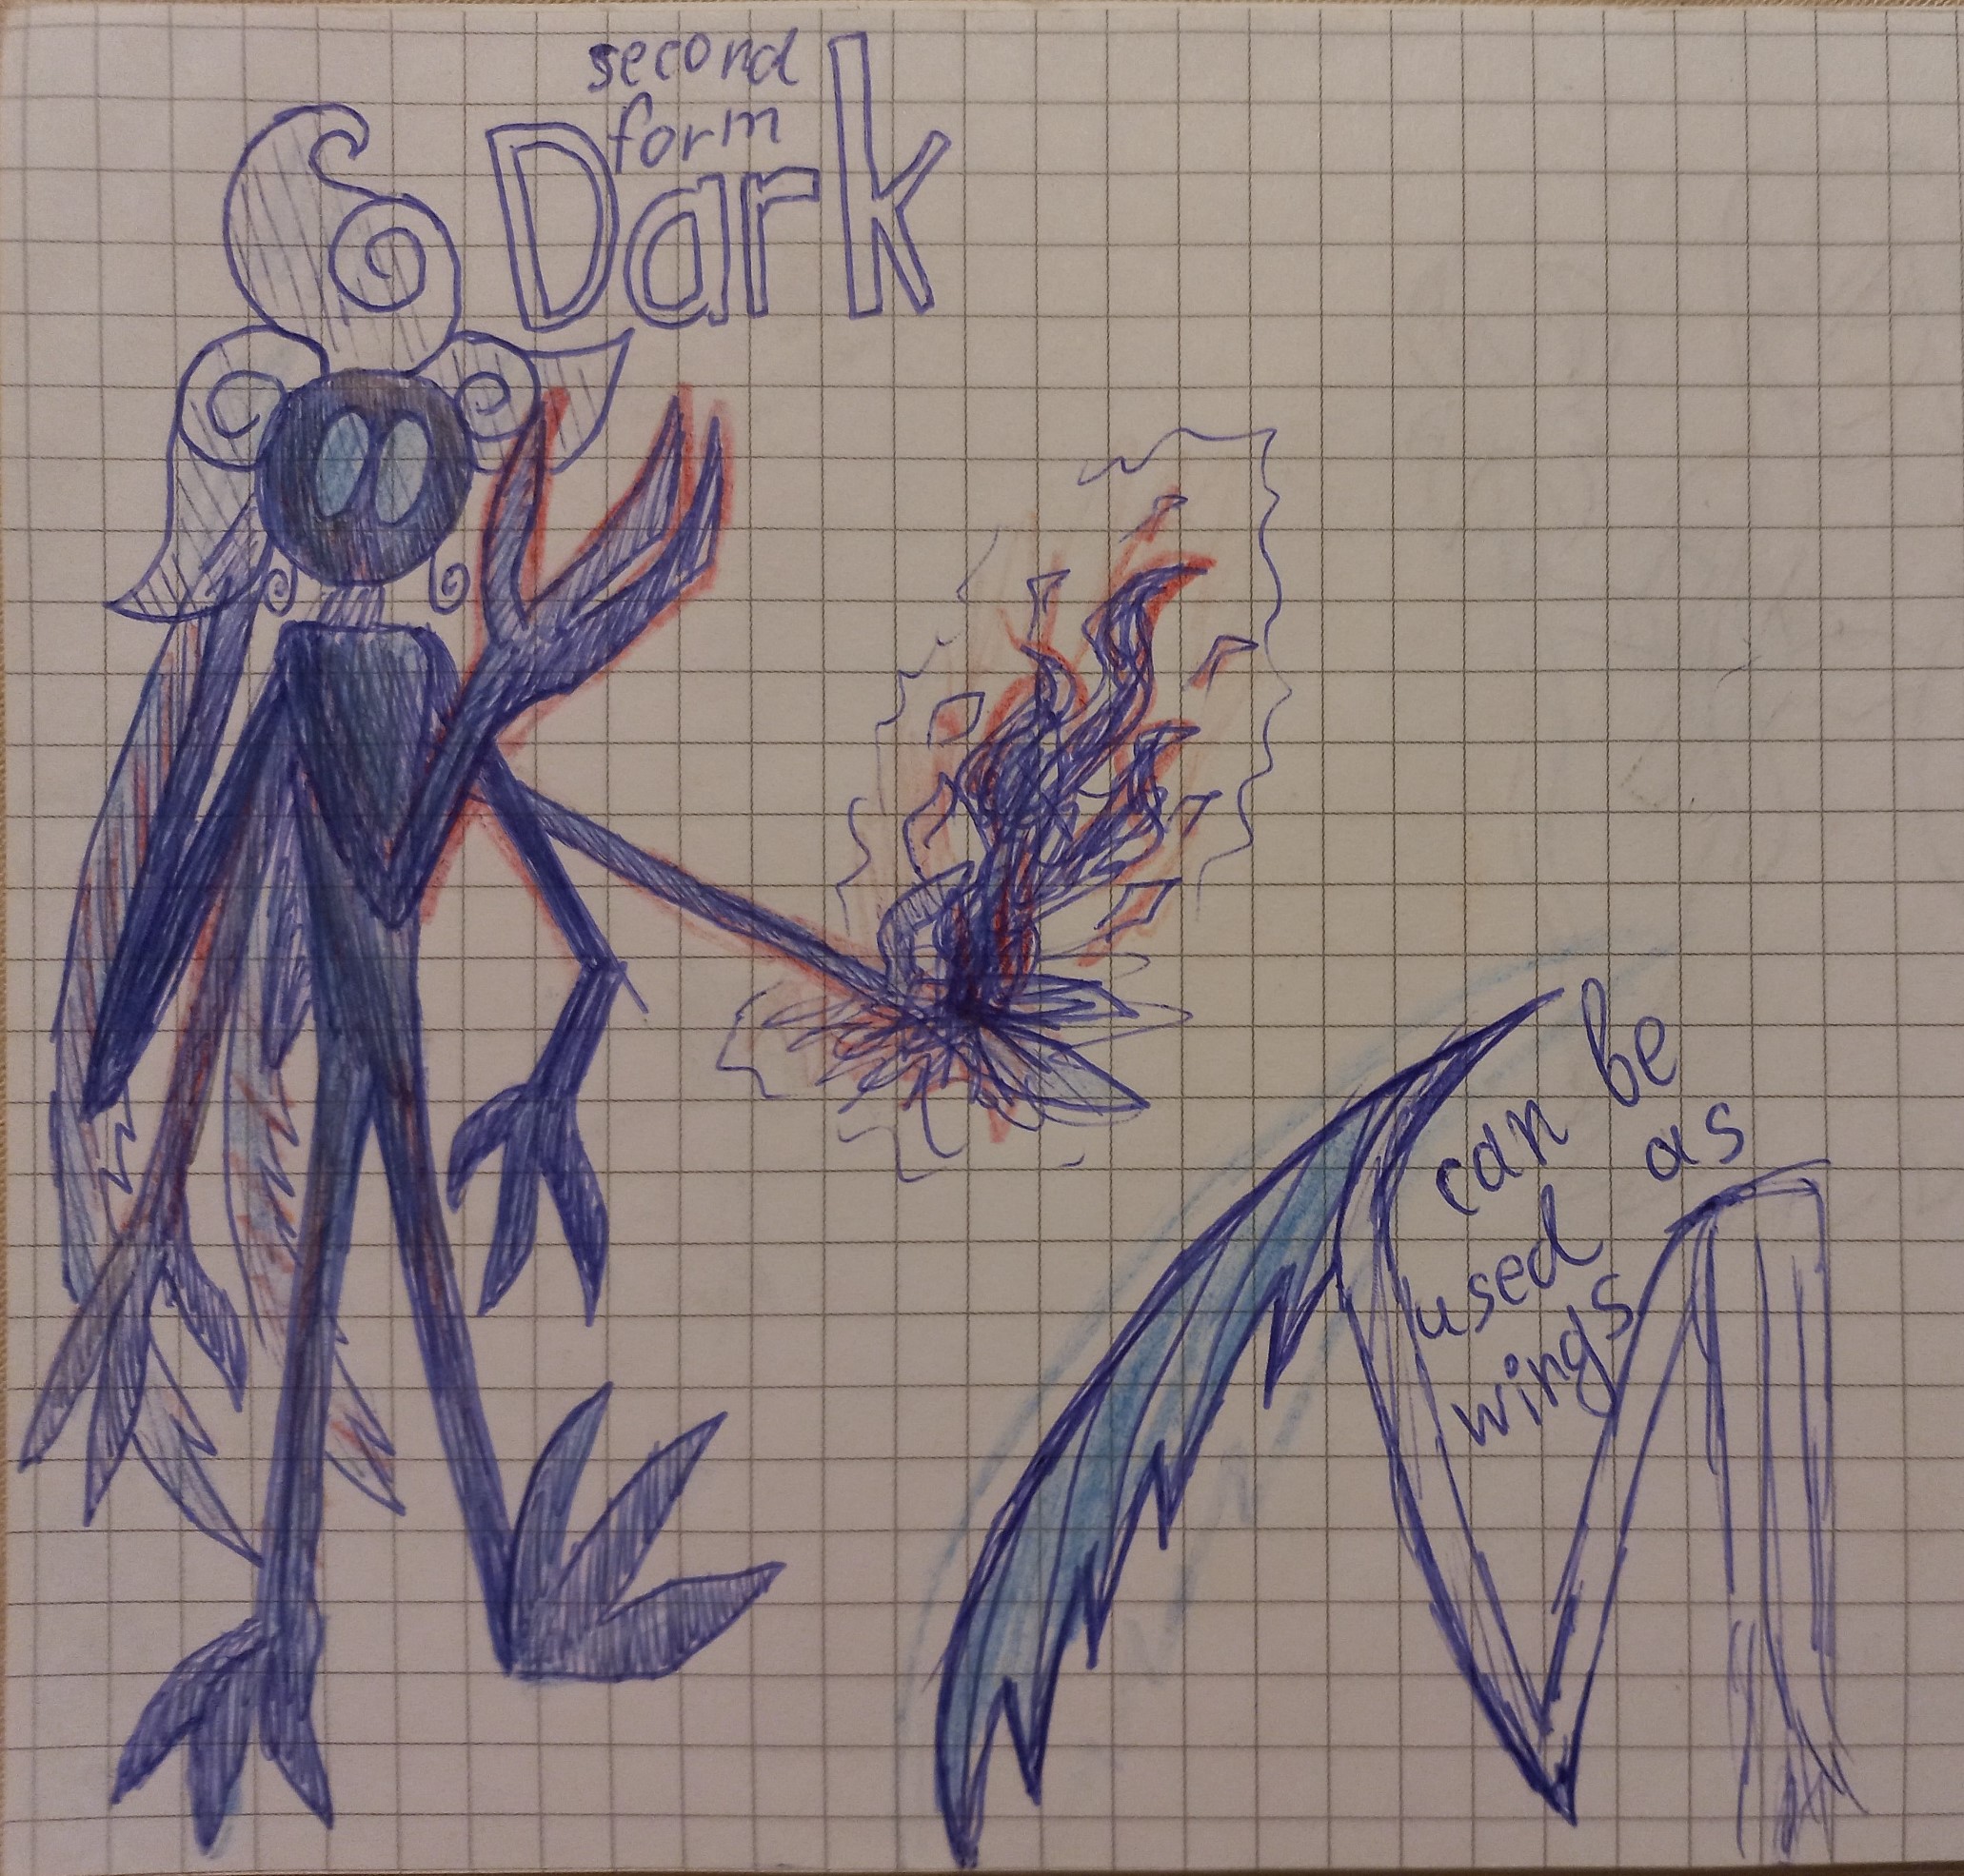 second
form
Dark
can be
used as
wings